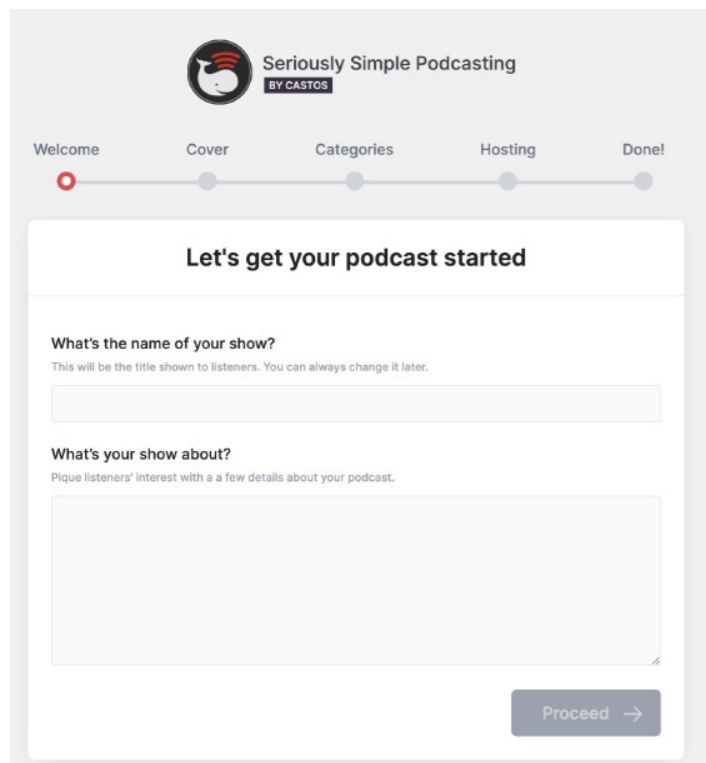 Seriously Simple Podcasting
BY CASTOS
Welcome Cover Categories Hosting Done!
Let's get your podcast started
What's the name of your show?
This will be the title shown to listeners. You can always change it later.
What's your show about?
Pique listeners' interest with a a few details about your podcast.
Proceed →